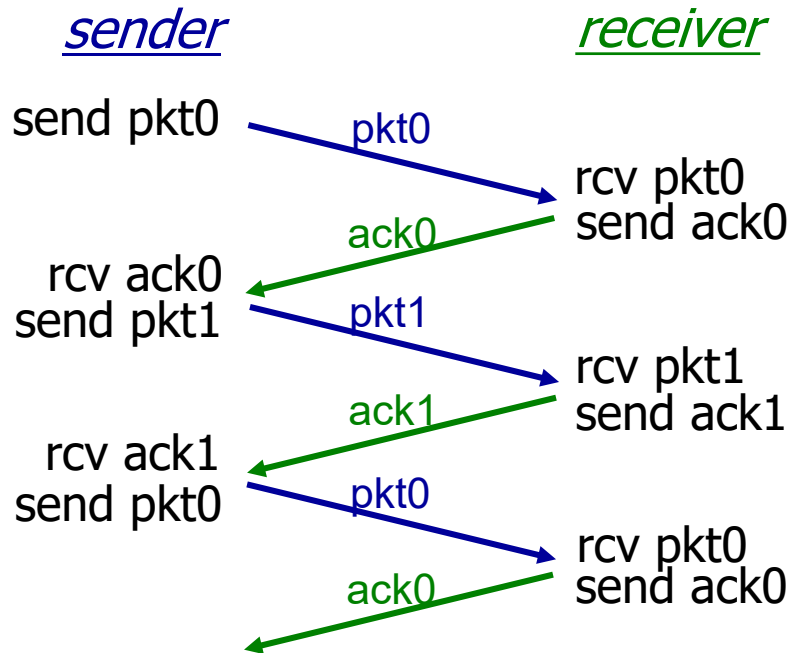 sender
receiver
send pkt0
pkt0
rcv pkt0
send ack0
ack0
rcv ack0
send pkt1
pkt1
rcv pkt1
send ack1
ack1
rcv ack1
send pkt0
pkt0
rcv pkt0
send ack0
ack0